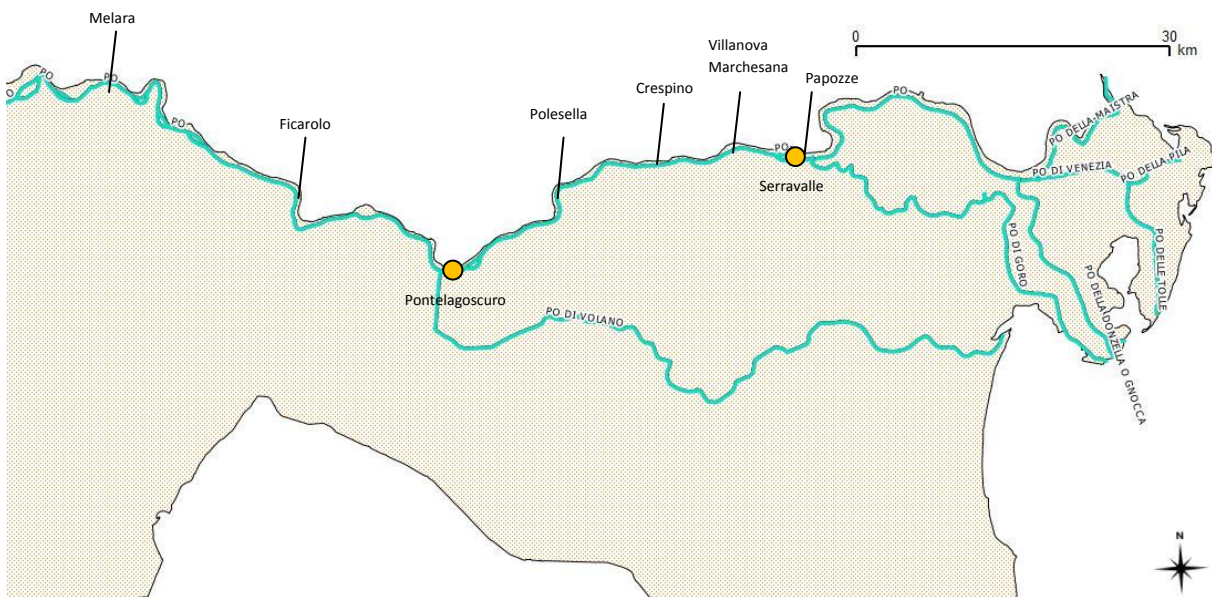 Melara
0
30
km
Villanova
Marchesana
Papozze
Crespino
Polesella
Ficarolo
PO
PO
PO
PO
PO
Serravalle
PO DELLA MAISTRA
PO DI VENEZIA
PO DELLA PILA
PO DI GORO
PO DELLE TOLLE
PO DELLA DONZELLA O GNOCCA
Pontelagoscuro
PO DI VOLANO
N